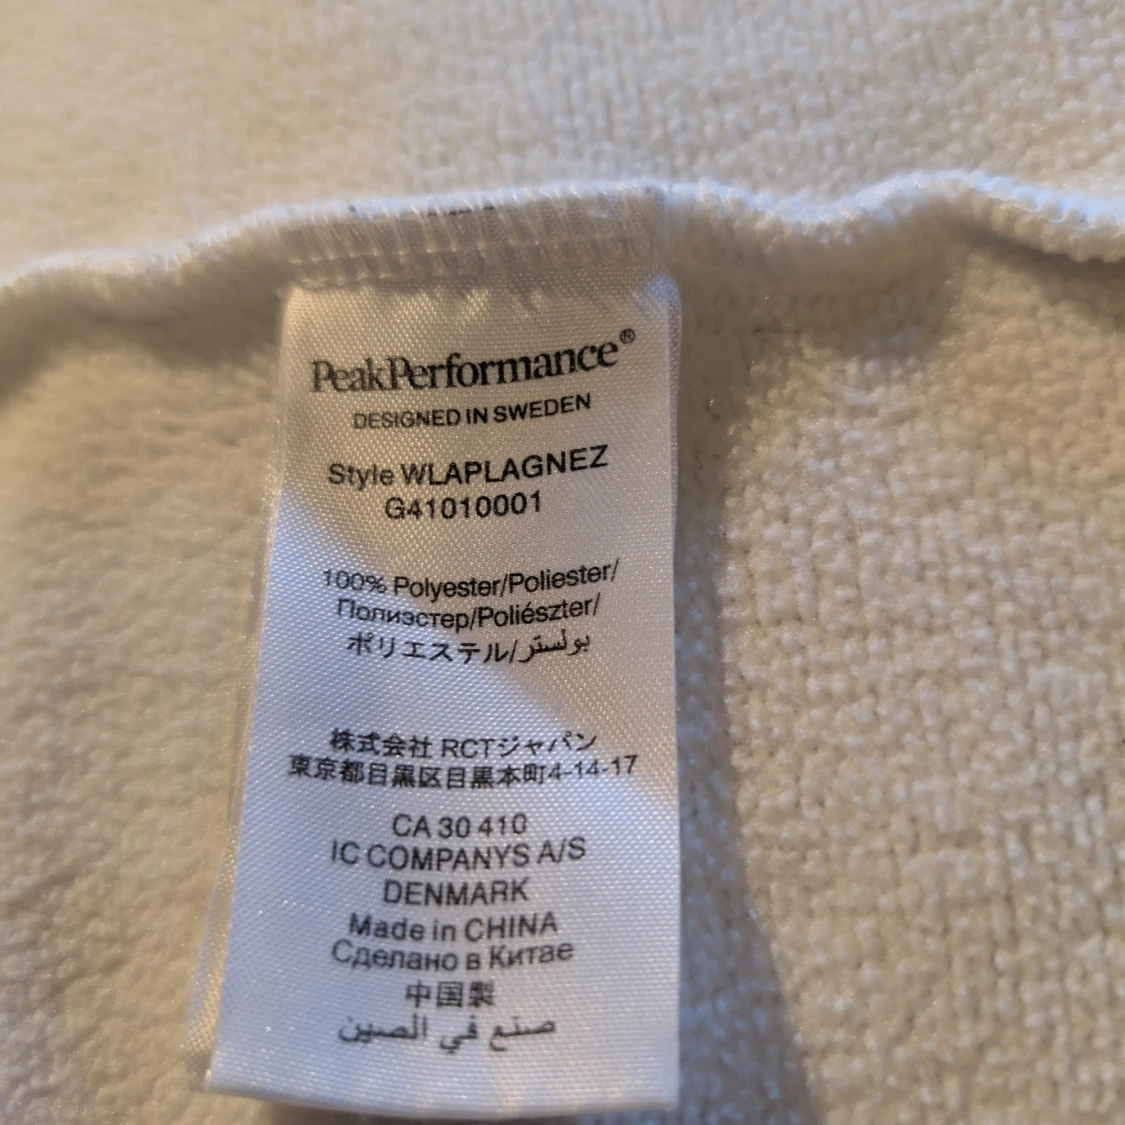 PeakPerformance®
DESIGNED IN SWEDEN
Style WLAPLAGNEZ
G41010001
100% Polyester/Poliester/
Полиэстер/Poliészter/
ポリエステル/بولستر
株式会社 RCTジャパン
東京都目黒区目黒本町4-14-17
CA 30 410
IC COMPANYS A/S
DENMARK
Made in CHINA
Сделано в Китае
中国製
صنع في الصين